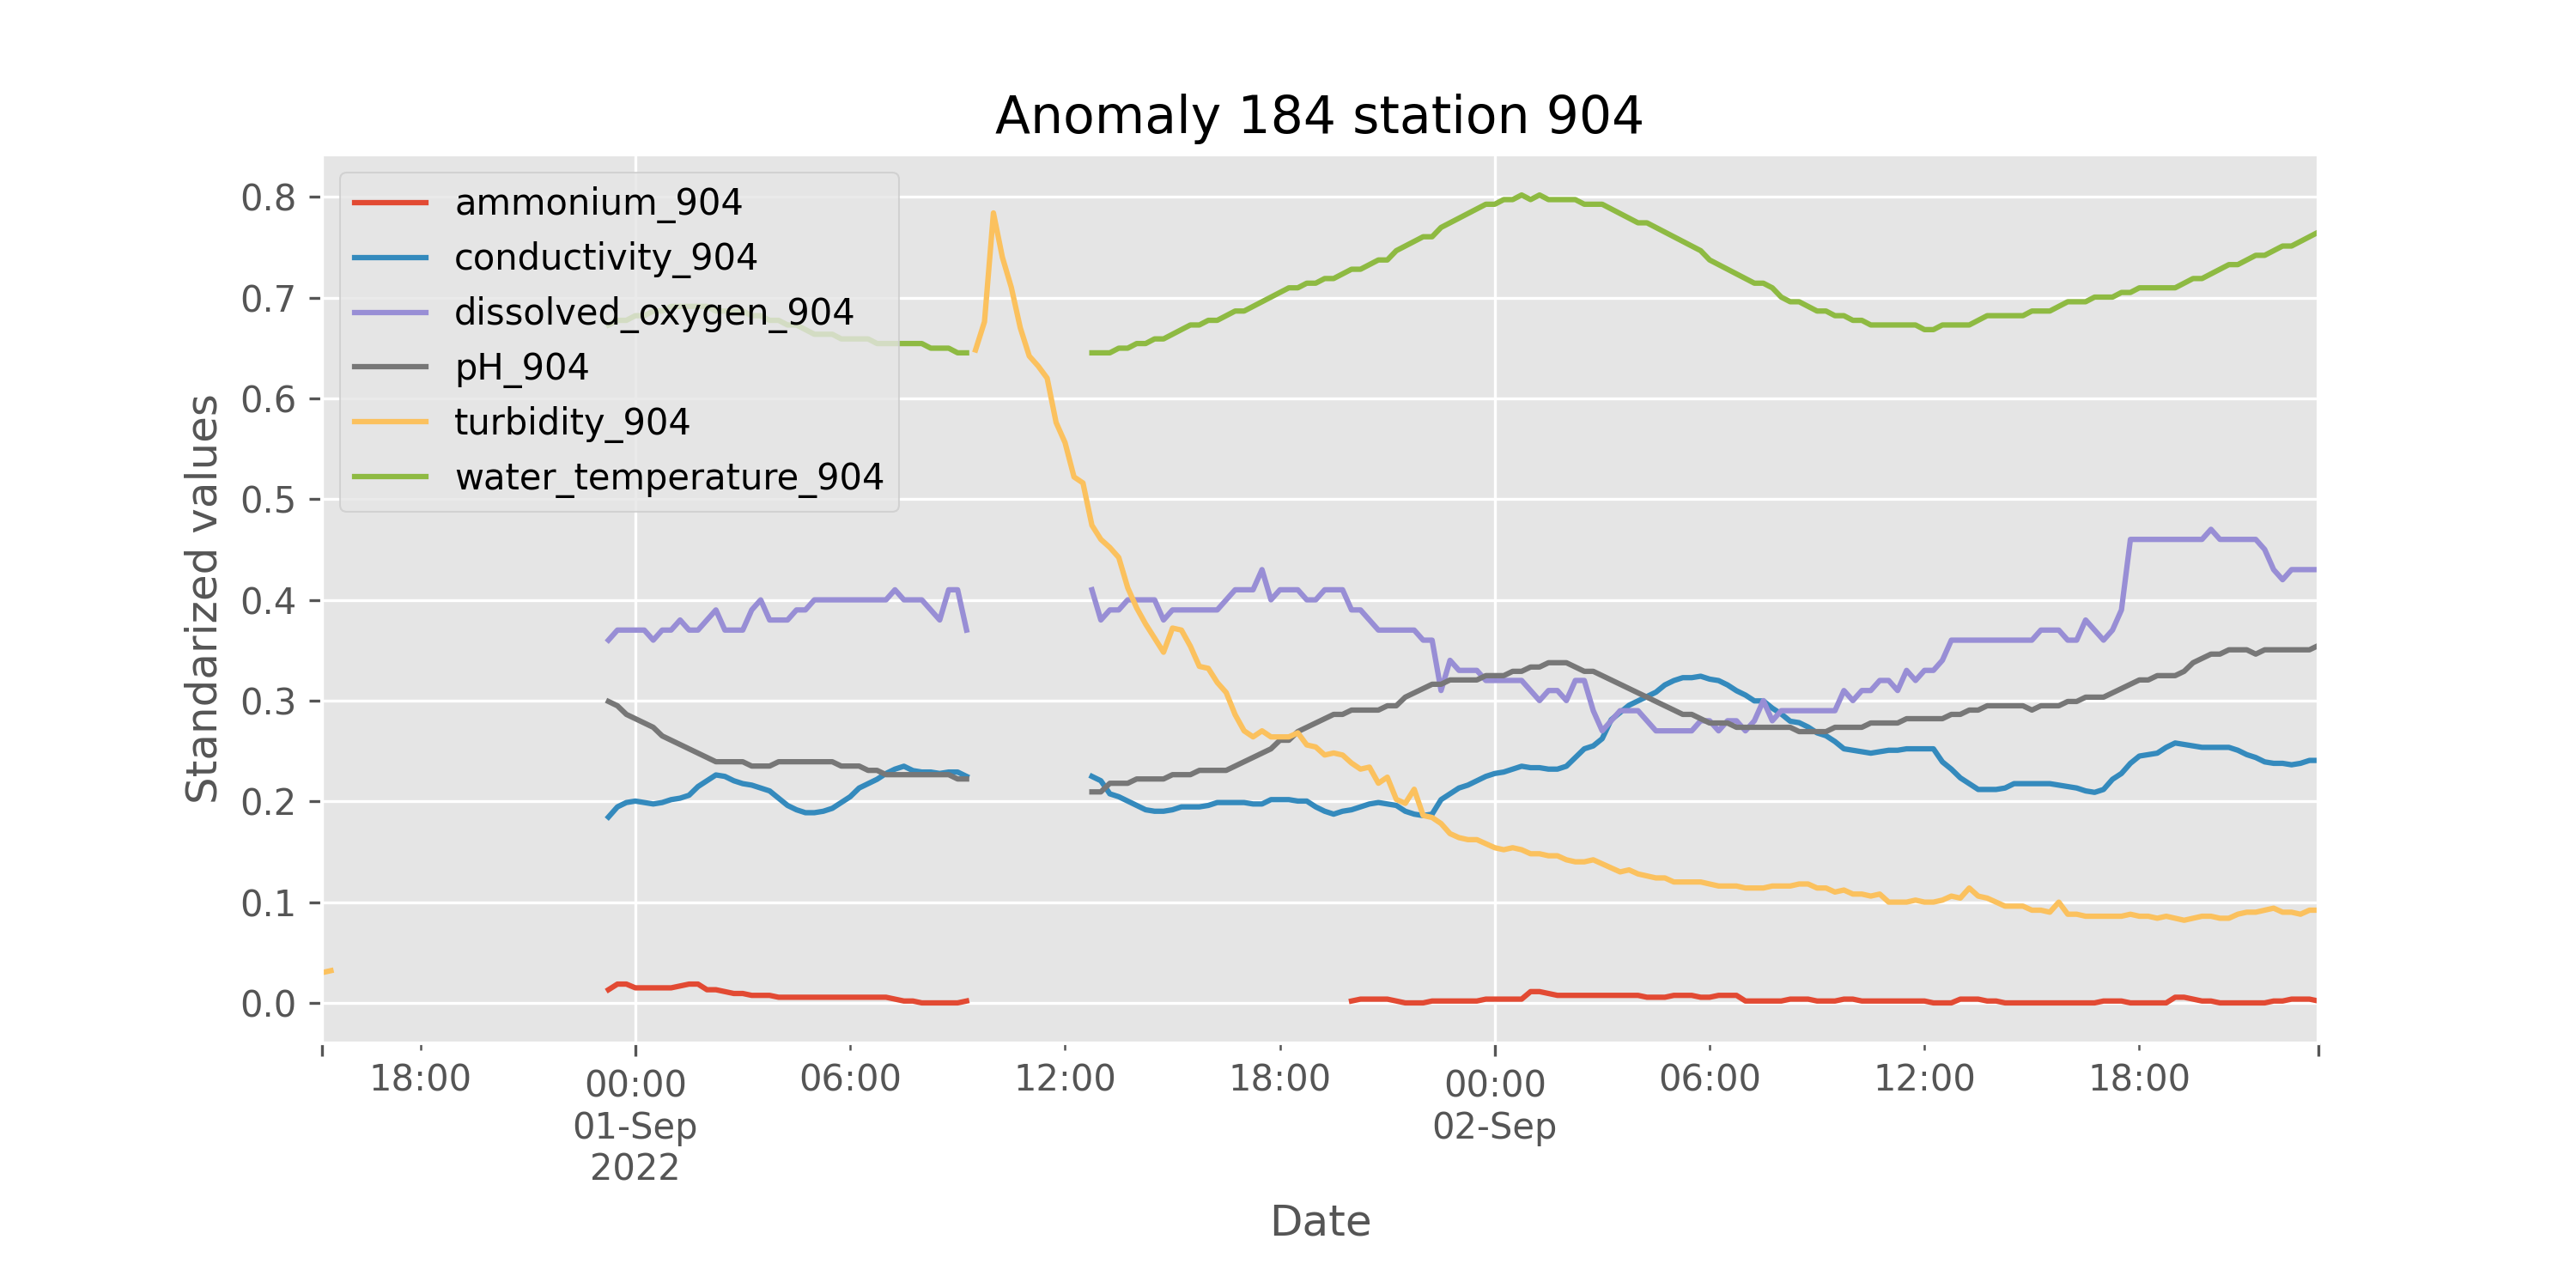 Anomaly 184 station 904
ammonium_904
conductivity_904
dissolved_oxygen_904
pH_904
turbidity_904
water_temperature_904
Standarized values
0.8
0.7
0.6
0.5
0.4
0.3
0.2
0.1
0.0
18:00 00:00 06:00 12:00 18:00 00:00 06:00 12:00 18:00
01-Sep 02-Sep
2022
Date